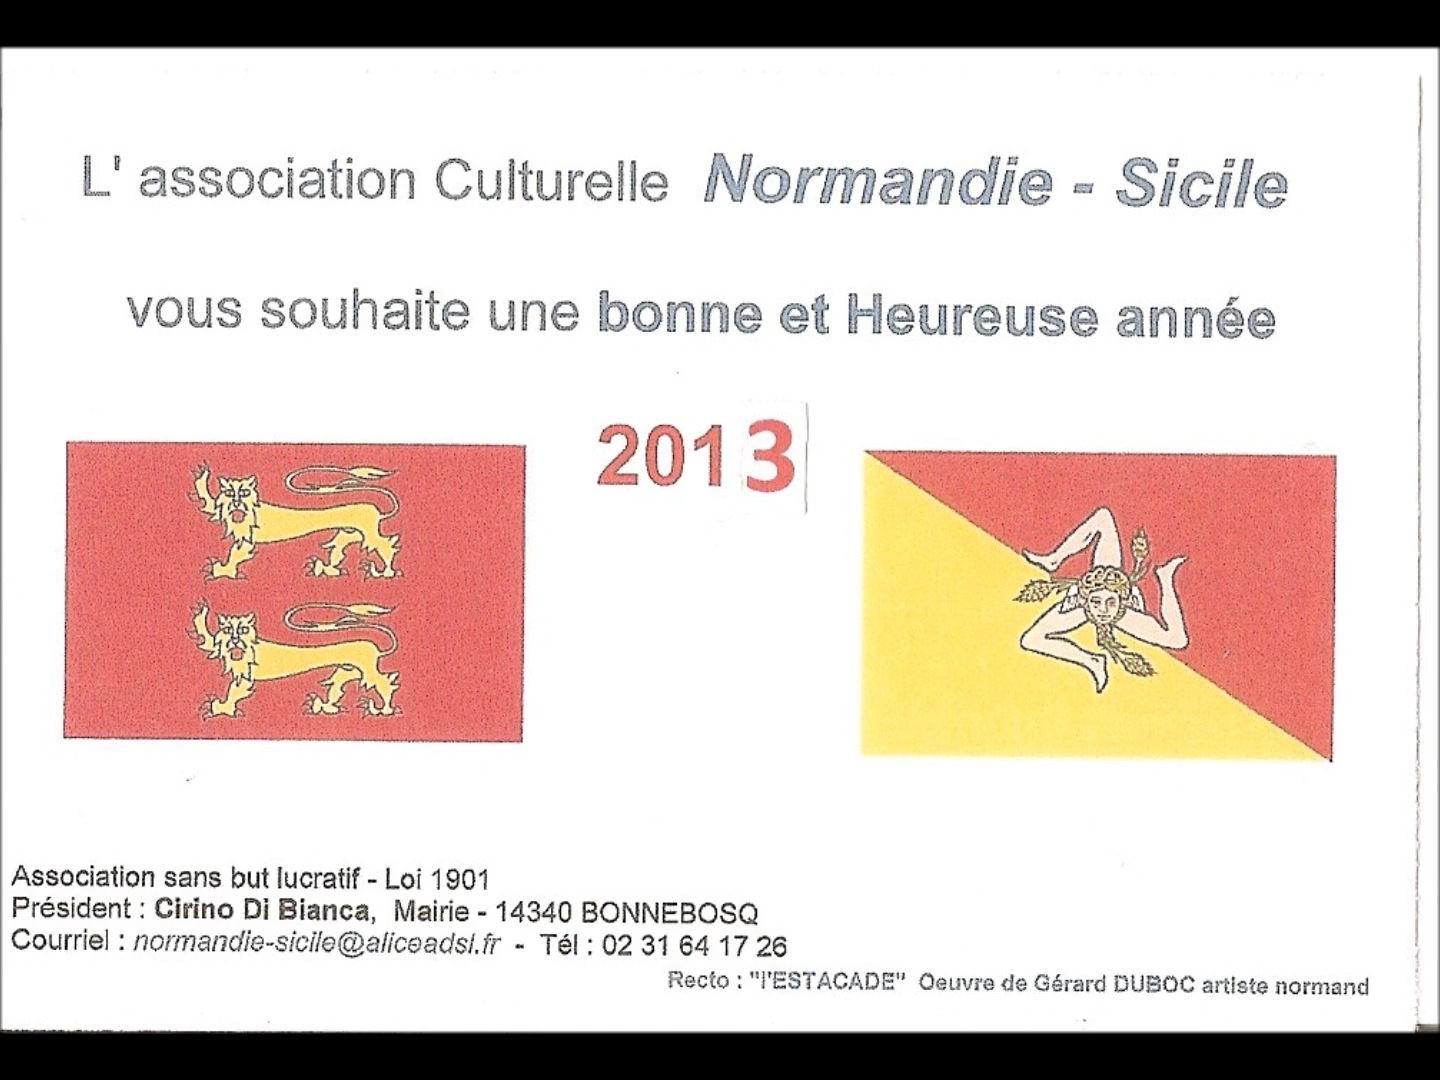 L' association Culturelle Normandie - Sicile
vous souhaite une bonne et Heureuse année
2013
Association sans but lucratif - Loi 1901
Président : Cirino Di Bianca, Mairie - 14340 BONNEBOSQ
Courriel : normandie-sicile@aliceadsl.fr - Tél : 02 31 64 17 26
Recto : "l'ESTACADE" Oeuvre de Gérard DUBOC artiste normand